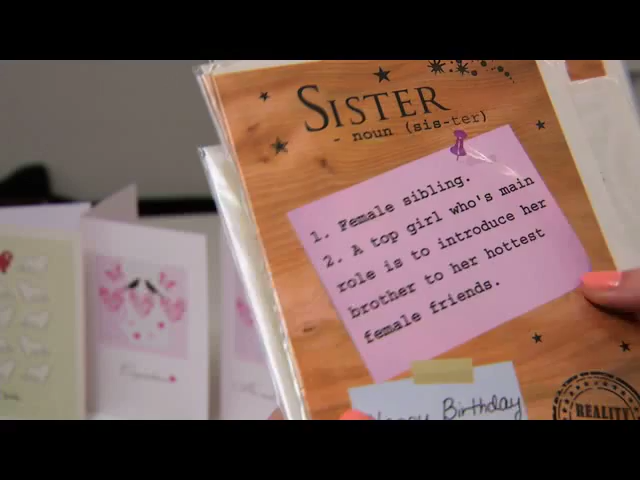 SISTER
- noun (sis-ter)
1. Female sibling.
2. A top girl who's main
role is to introduce her
brother to her hottest
female friends.
Happy Birthday
REALITY